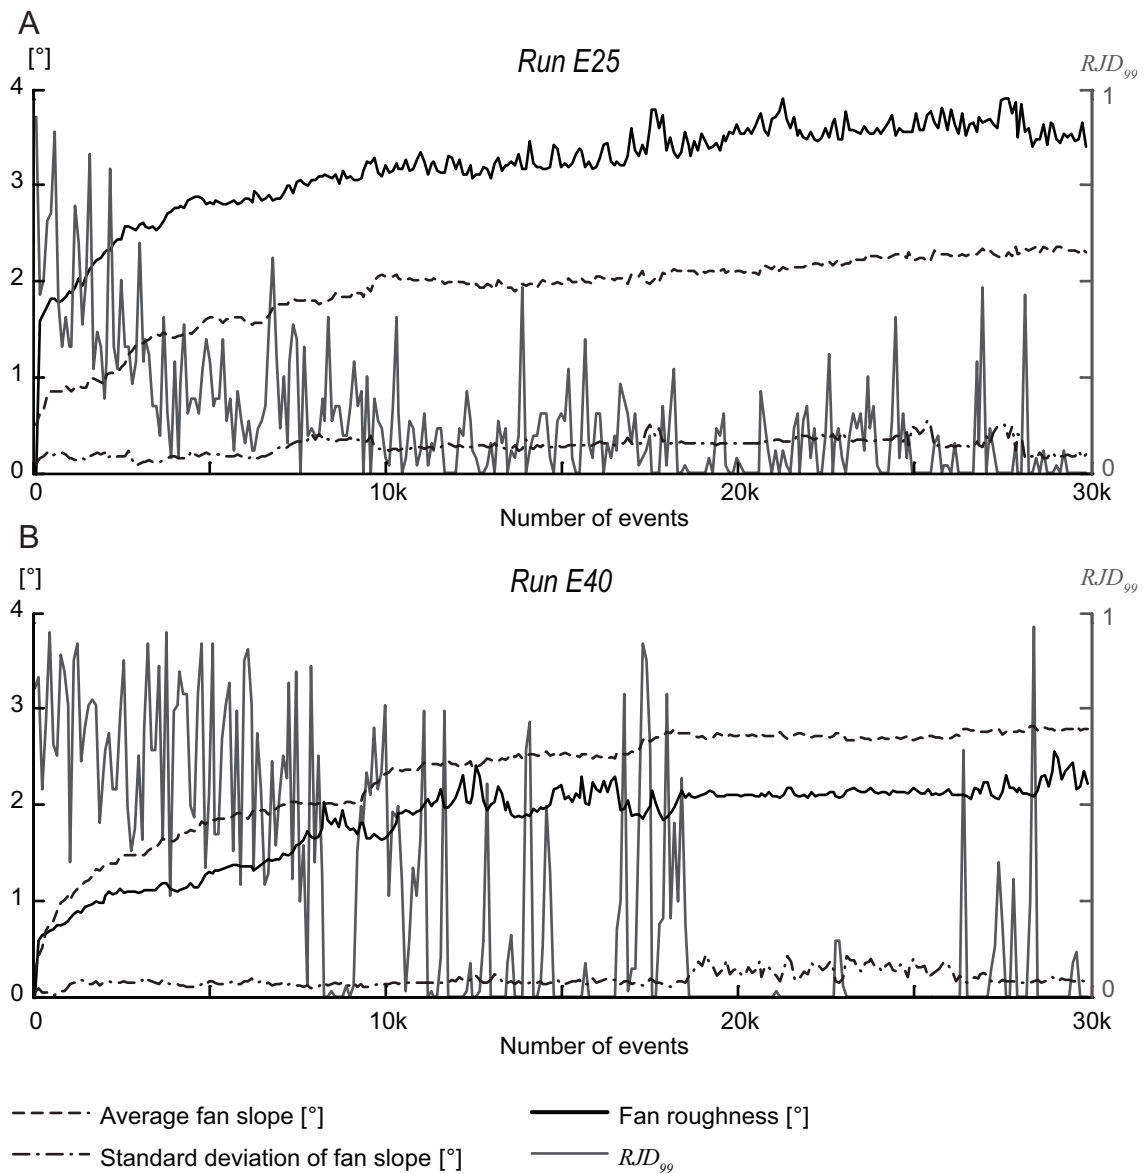 A
[°]
Run E25
RJD99
4
1
3
2
1
0
0
0
10k
20k
30k
Number of events
B
[°]
Run E40
RJD99
4
1
3
2
1
0
0
0
10k
20k
30k
Number of events
Average fan slope [°]
Fan roughness [°]
Standard deviation of fan slope [°]
RJD99